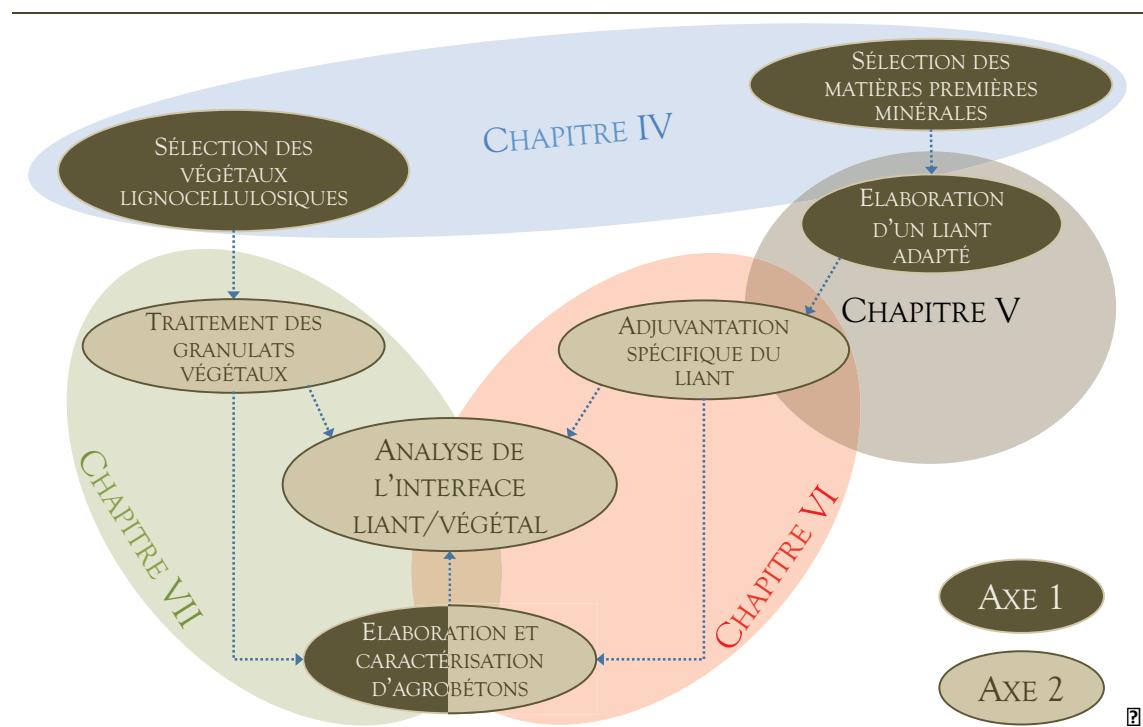 SÉLECTION DES
MATIÈRES PREMIÈRES
MINÉRALES
CHAPITRE IV
SÉLECTION DES
VÉGÉTAUX
LIGNOCELLULOSIQUES
ELABORATION
D'UN LIANT
ADAPTÉ
CHAPITRE V
TRAITEMENT DES
GRANULATS
VÉGÉTAUX
ADJUVANTATION
SPÉCIFIQUE DU
LIANT
ANALYSE DE
L'INTERFACE
LIANT/VÉGÉTAL
CHAPITRE VII
CHAPITRE VI
ELABORATION ET
CARACTÉRISATION
D'AGROBÉTONS
AXE 1
AXE 2